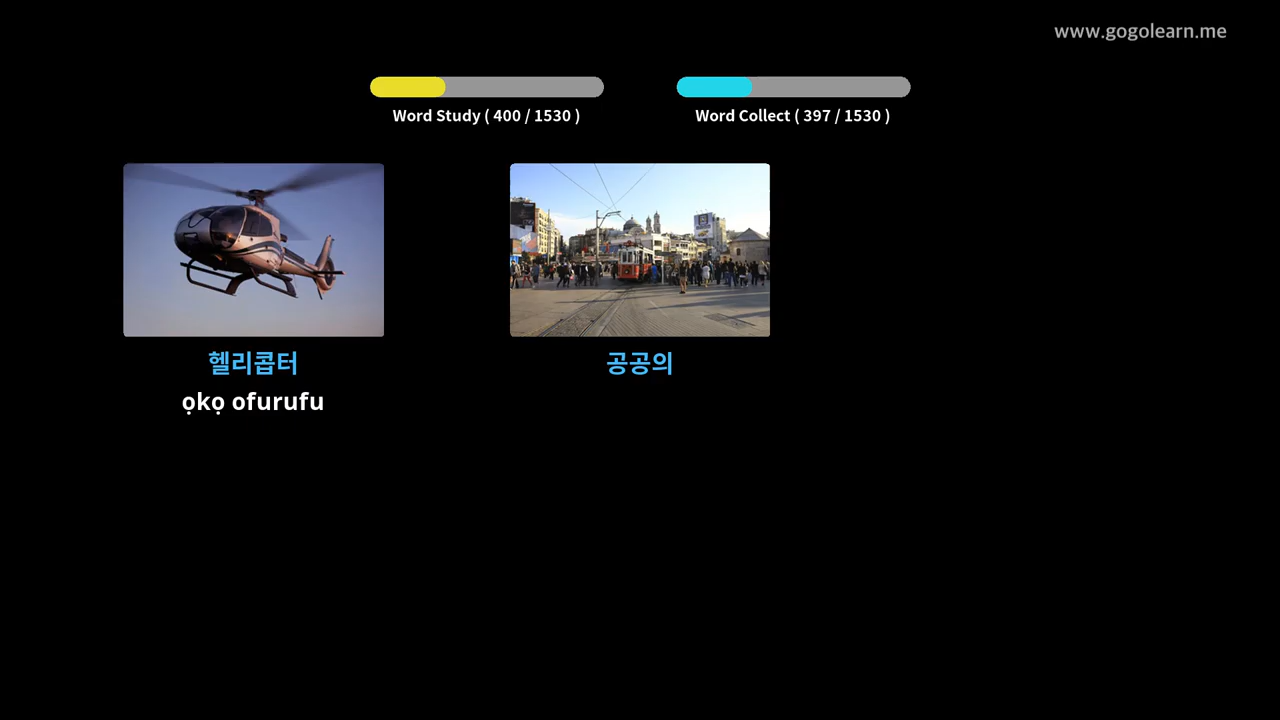 www.gogolearn.me
Word Study ( 400 / 1530 )
Word Collect ( 397 / 1530 )
헬리콥터
ọkọ ofurufu
공공의